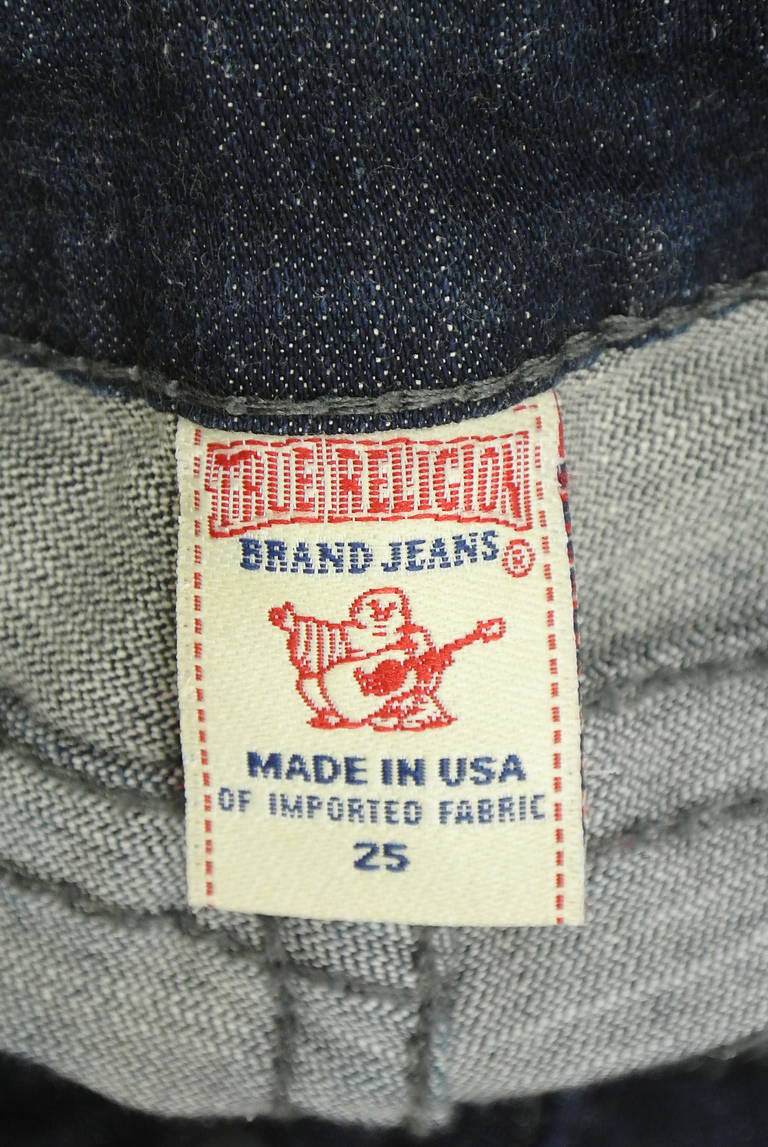 TRUE RELIGION
BRAND JEANS®
MADE IN USA
OF IMPORTED FABRIC
25